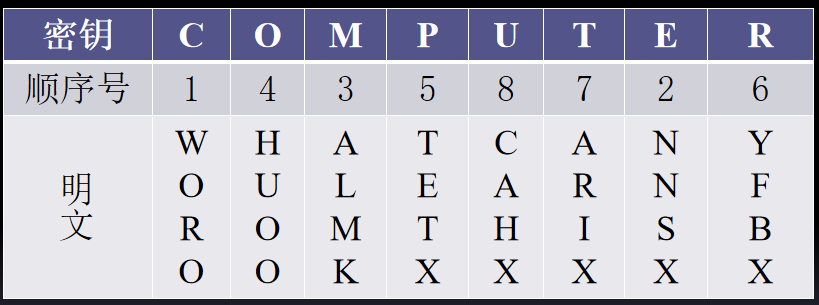 密钥 C O M P U T E R
顺序号 1 4 3 5 8 7 2 6
明文
W H A T C A N Y
O U L E A R N F
R O M T H I S B
O O K X X X X X